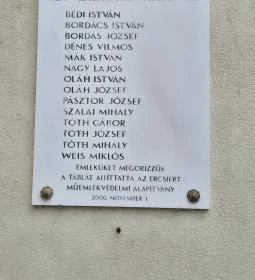 BEDI ISTVÁN
BORDÁCS ISTVÁN
BORDÁS JÓZSEF
DÉNES VILMOS
MAK ISTVÁN
NAGY LAJOS
OLÁH ISTVÁN
OLÁH JÓZSEF
PÁSZTOR JÓZSEF
SZALAI MIHÁLY
TÓTH GÁBOR
TÓTH JÓZSEF
TÓTH MIHÁLY
WEIS MIKLÓS
EMLÉKÜKET MEGŐRIZZÜK
A TÁBLÁT ÁLLÍTTATTA AZ ERCSIÉRT
MŰEMLÉKVÉDELMI ALAPÍTVÁNY
2000. NOVEMBER 1.